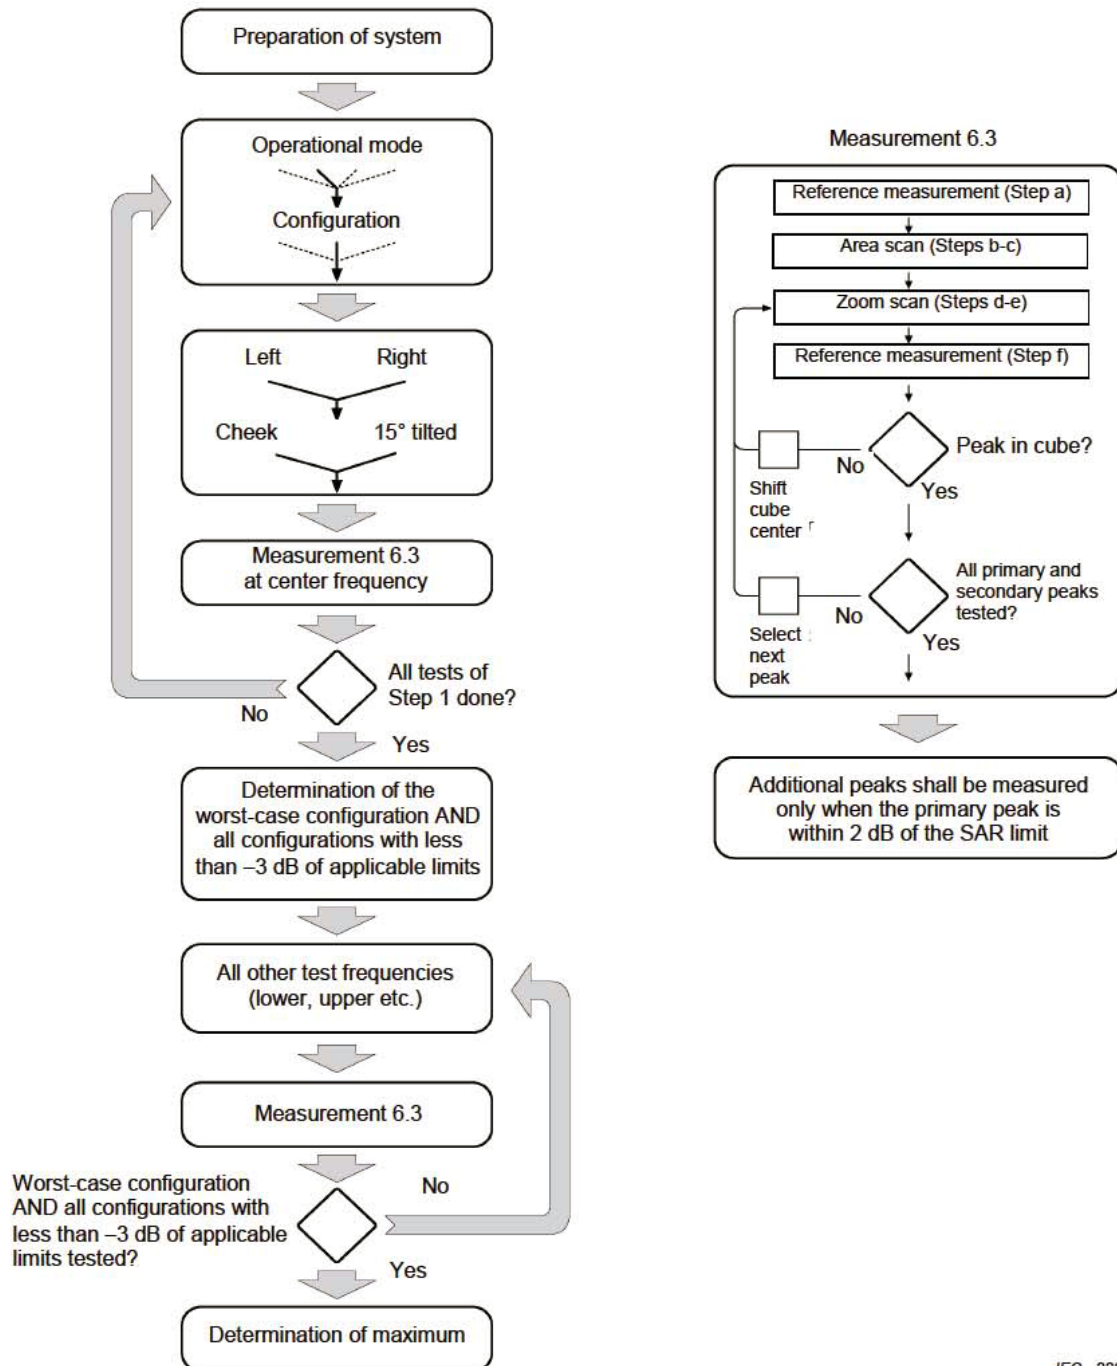 Preparation of system
Operational mode
Configuration
Left Right
Cheek 15° tilted
Measurement 6.3
at center frequency
All tests of
Step 1 done?
No
Yes
Determination of the
worst-case configuration AND
all configurations with less
than –3 dB of applicable limits
All other test frequencies
(lower, upper etc.)
Measurement 6.3
Worst-case configuration
AND all configurations with
less than –3 dB of applicable
limits tested?
No
Yes
Determination of maximum
Measurement 6.3
Reference measurement (Step a)
Area scan (Steps b-c)
Zoom scan (Steps d-e)
Reference measurement (Step f)
Peak in cube?
No
Yes
Shift
cube
center
All primary and
secondary peaks
tested?
No
Yes
Select
next
peak
Additional peaks shall be measured
only when the primary peak is
within 2 dB of the SAR limit